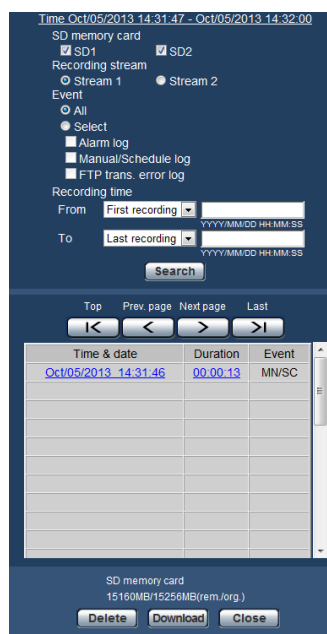 Time Oct/05/2013 14:31:47 - Oct/05/2013 14:32:00
SD memory card
SD1 SD2
Recording stream
Stream 1 Stream 2
Event
All
Select
Alarm log
Manual/Schedule log
FTP trans. error log
Recording time
From First recording
YYYY/MM/DD HH:MM:SS
To Last recording
YYYY/MM/DD HH:MM:SS
Search
Top Prev. page Next page Last
Time & date Duration Event
Oct/05/2013 14:31:46 00:00:13 MN/SC
SD memory card
15160MB/15256MB(rem./org.)
Delete Download Close